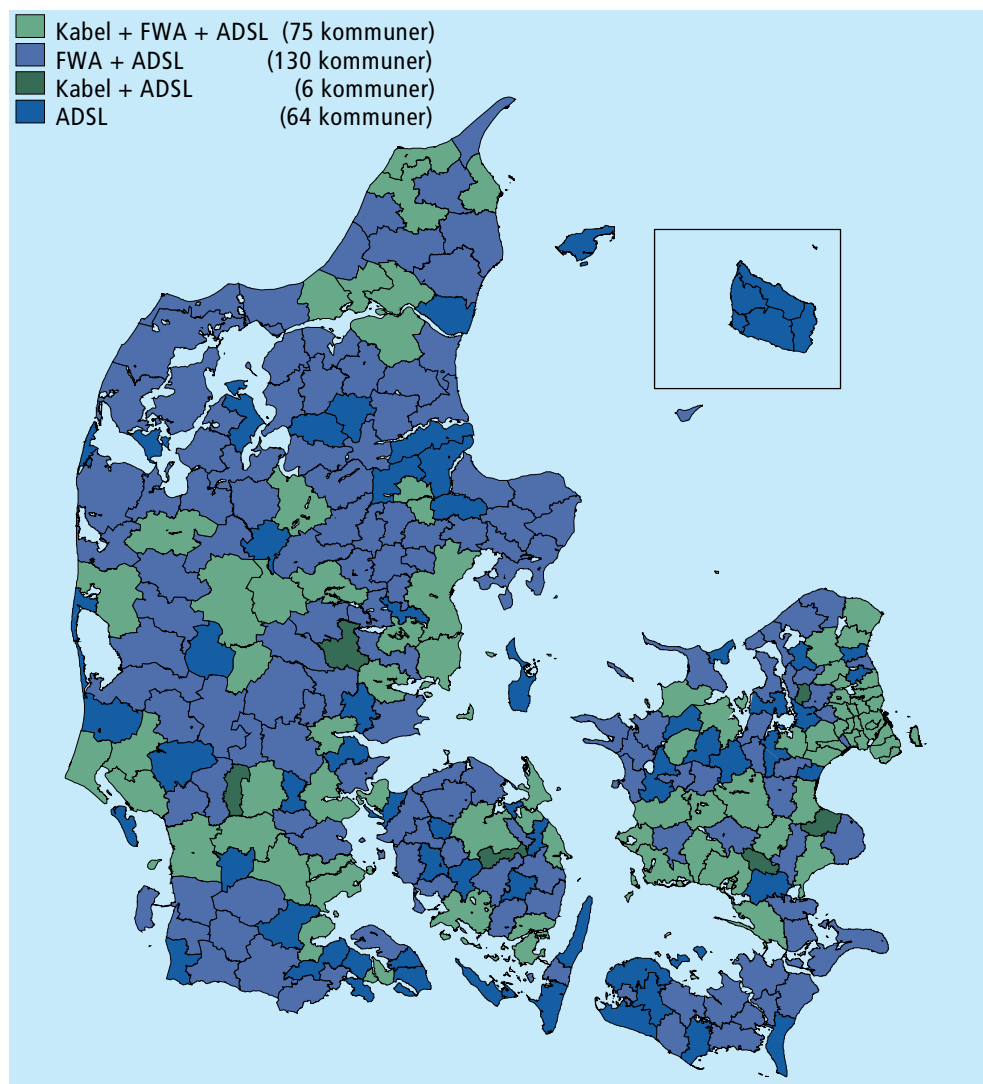 Kabel + FWA + ADSL (75 kommuner)
FWA + ADSL (130 kommuner)
Kabel + ADSL (6 kommuner)
ADSL (64 kommuner)